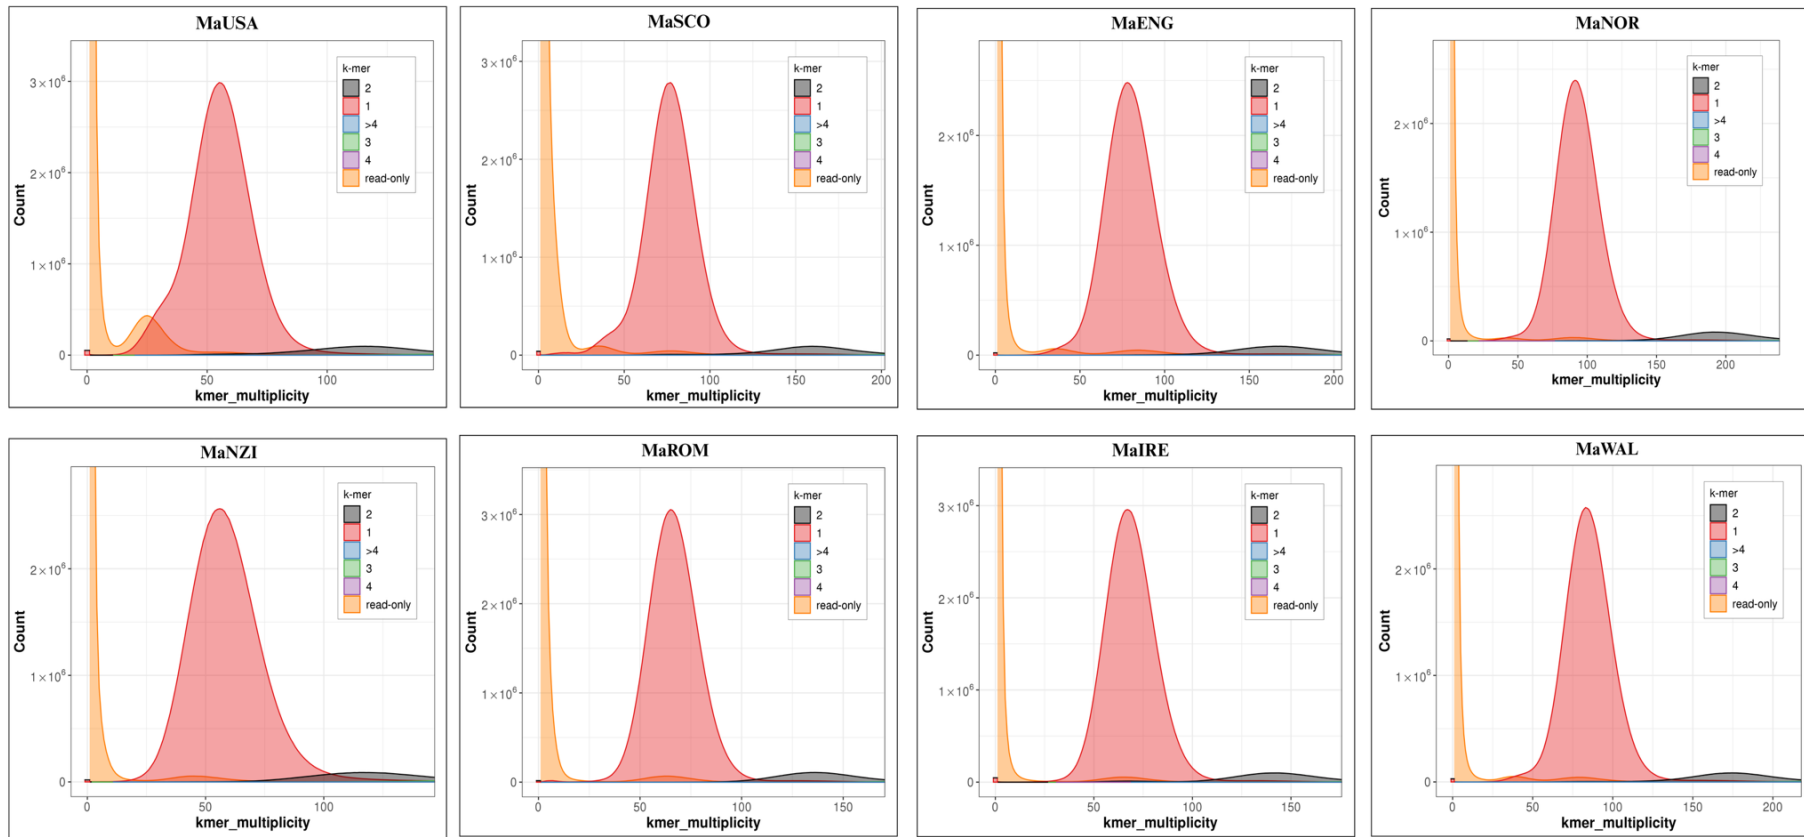 MaUSA
3×10⁶
2×10⁶
1×10⁶
0
Count
0 50 100
kmer_multiplicity
k-mer
2
1
>4
3
4
read-only
MaSCO
3×10⁶
2×10⁶
1×10⁶
0
Count
0 50 100 150 200
kmer_multiplicity
k-mer
2
1
>4
3
4
read-only
MaENG
2×10⁶
1×10⁶
0
Count
0 50 100 150 200
kmer_multiplicity
k-mer
2
1
>4
3
4
read-only
MaNOR
2×10⁶
1×10⁶
0
Count
0 50 100 150 200
kmer_multiplicity
k-mer
2
1
>4
3
4
read-only
MaNZI
2×10⁶
1×10⁶
0
Count
0 50 100
kmer_multiplicity
k-mer
2
1
>4
3
4
read-only
MaROM
3×10⁶
2×10⁶
1×10⁶
0
Count
0 50 100 150
kmer_multiplicity
k-mer
2
1
>4
3
4
read-only
MaIRE
3×10⁶
2×10⁶
1×10⁶
0
Count
0 50 100 150
kmer_multiplicity
k-mer
2
1
>4
3
4
read-only
MaWAL
2×10⁶
1×10⁶
0
Count
0 50 100 150 200
kmer_multiplicity
k-mer
2
1
>4
3
4
read-only